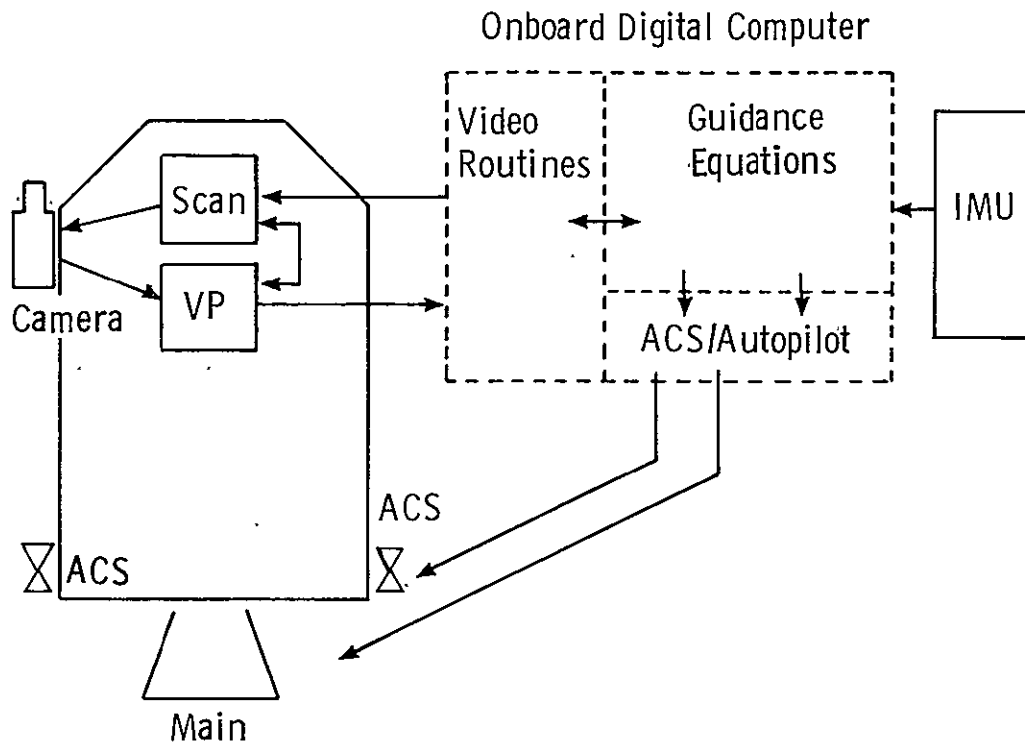 Onboard Digital Computer
Video
Routines
Guidance
Equations
IMU
Scan
VP
Camera
ACS/Autopilot
ACS
ACS
Main